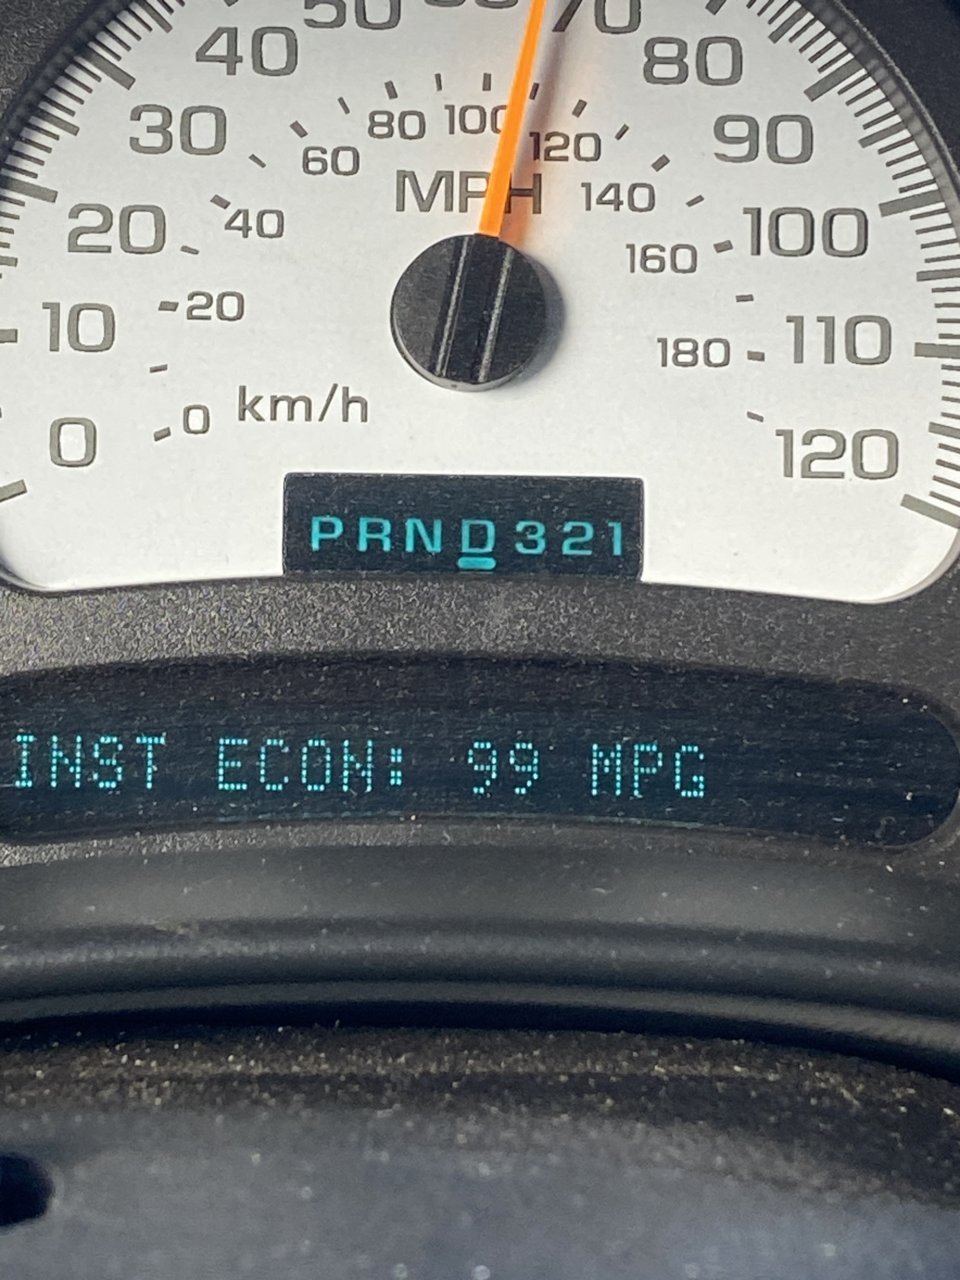 50 70
40 80
30 80 100 120 90
60 MPH 140
20 40 160 100
10 20 180 110
0 0 km/h 120
PRND321
INST ECON: 99 MPG